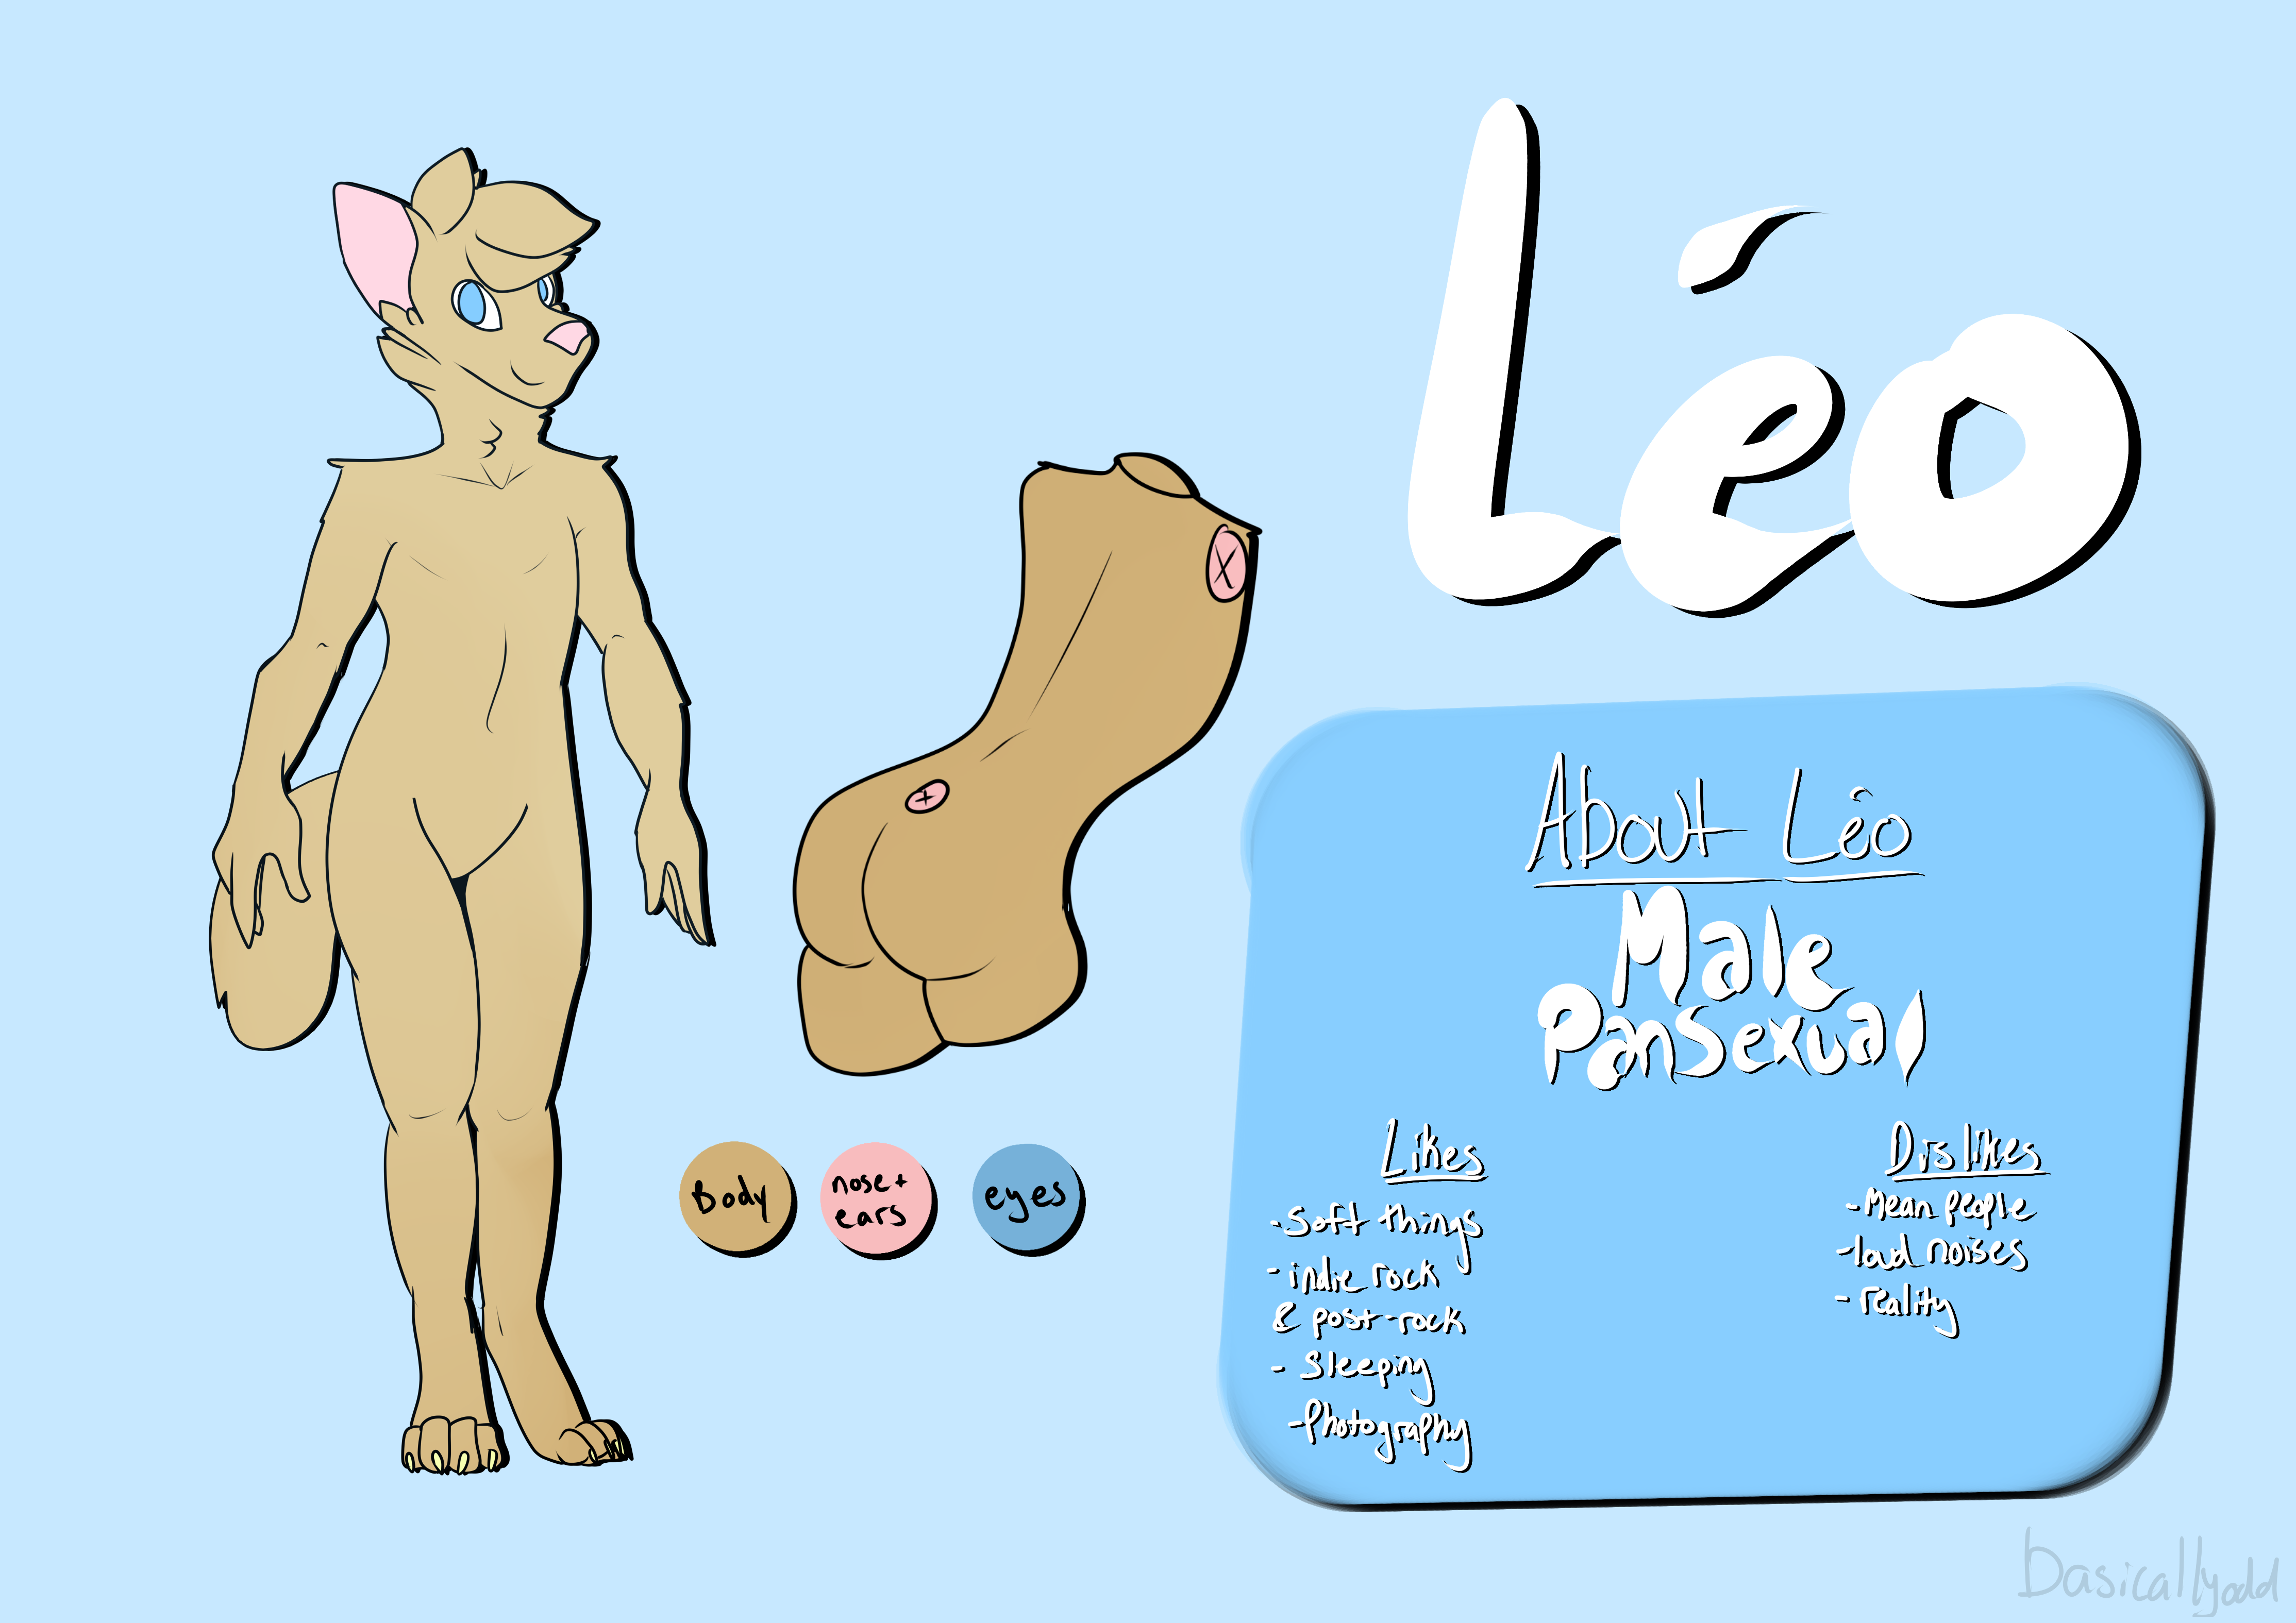 Léo
About Léo
Male
Pansexual
Likes
- Soft things
- indie rock
& post-rock
- Sleeping
- Photography
Dislikes
- Mean people
- loud noises
- reality
Body
nose +
ears
eyes
basicallyodd